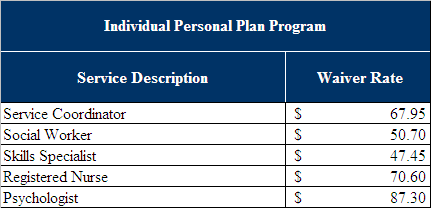 Individual Personal Plan Program
Service Description Waiver Rate
Service Coordinator $ 67.95
Social Worker $ 50.70
Skills Specialist $ 47.45
Registered Nurse $ 70.60
Psychologist $ 87.30